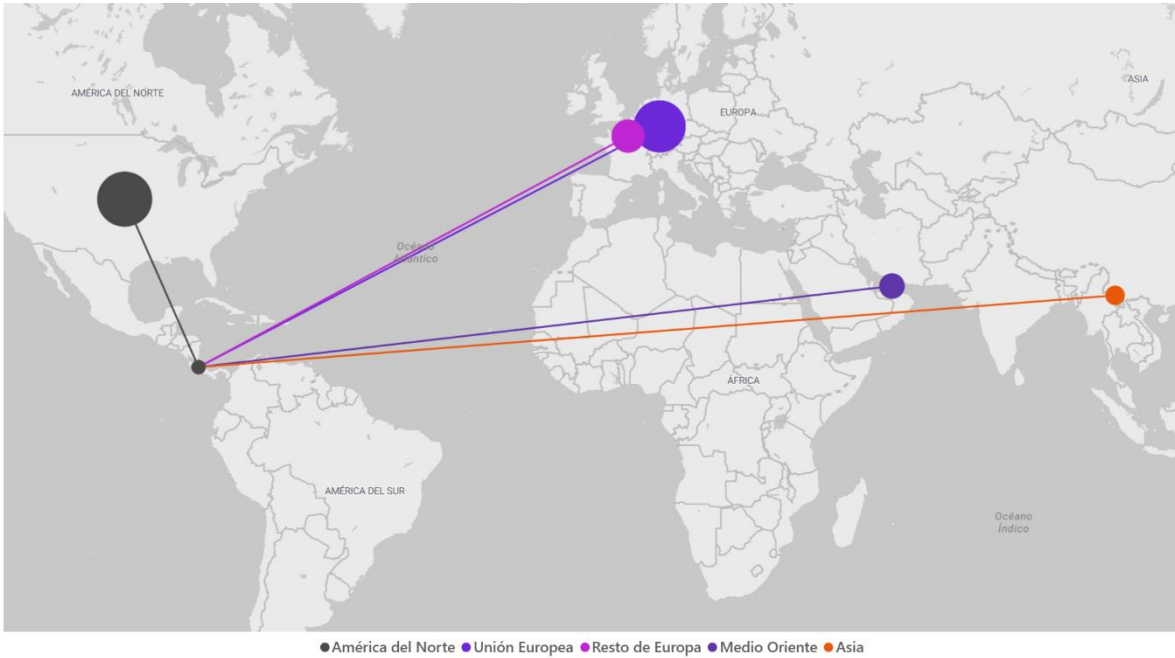 AMÉRICA DEL NORTE
EUROPA
ASIA
Océano
Atlántico
ÁFRICA
AMÉRICA DEL SUR
Océano
Índico
América del Norte Unión Europea Resto de Europa Medio Oriente Asia